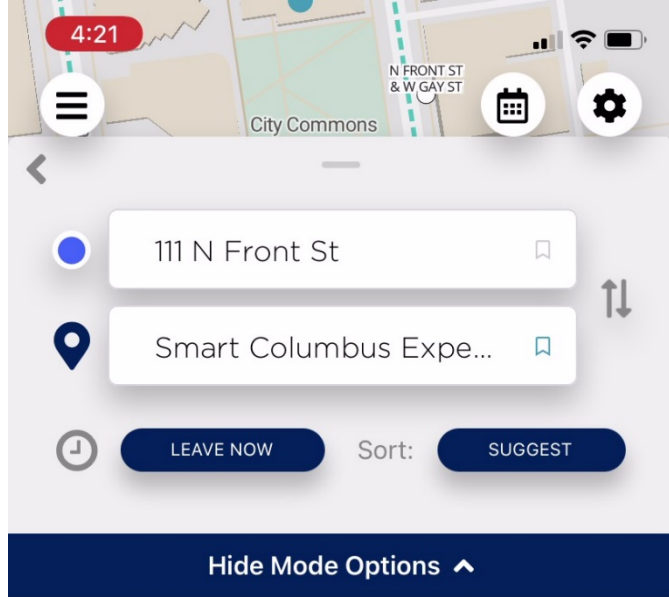 4:21
N FRONT ST
& W GAY ST
City Commons
111 N Front St
Smart Columbus Expe...
LEAVE NOW
Sort:
SUGGEST
Hide Mode Options